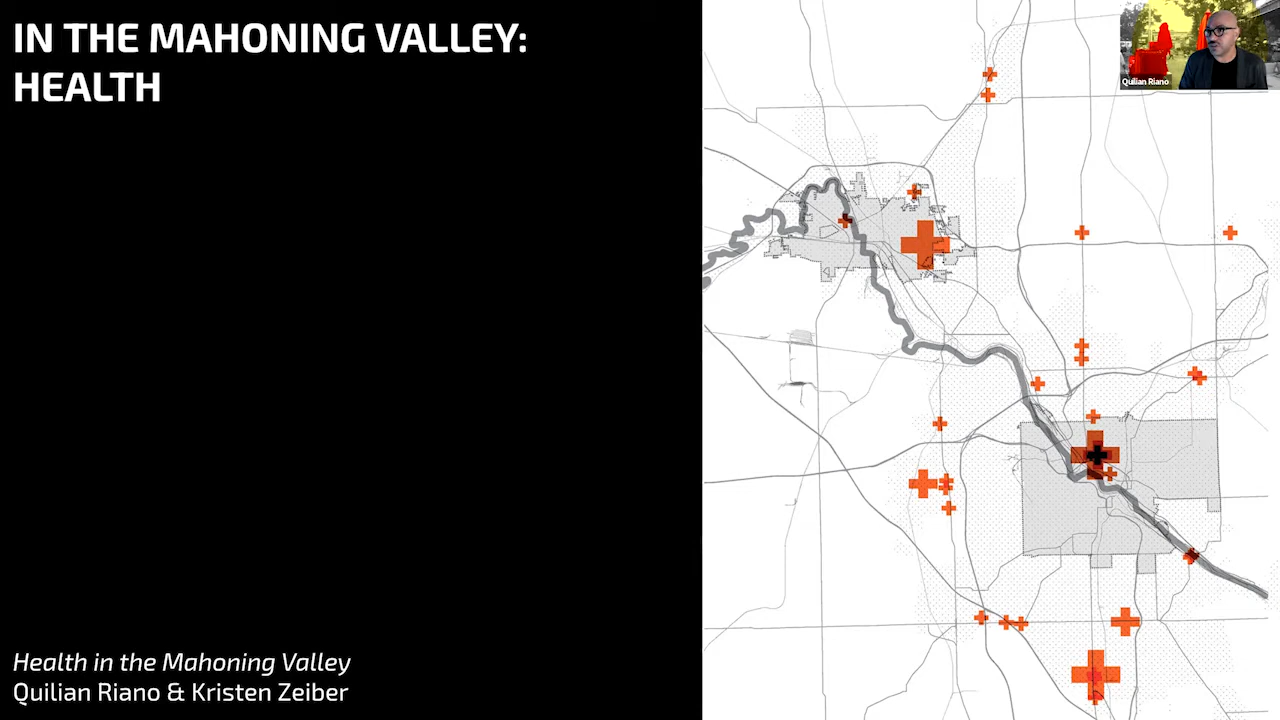 IN THE MAHONING VALLEY:
HEALTH
Quilian Riano
Health in the Mahoning Valley
Quilian Riano & Kristen Zeiber